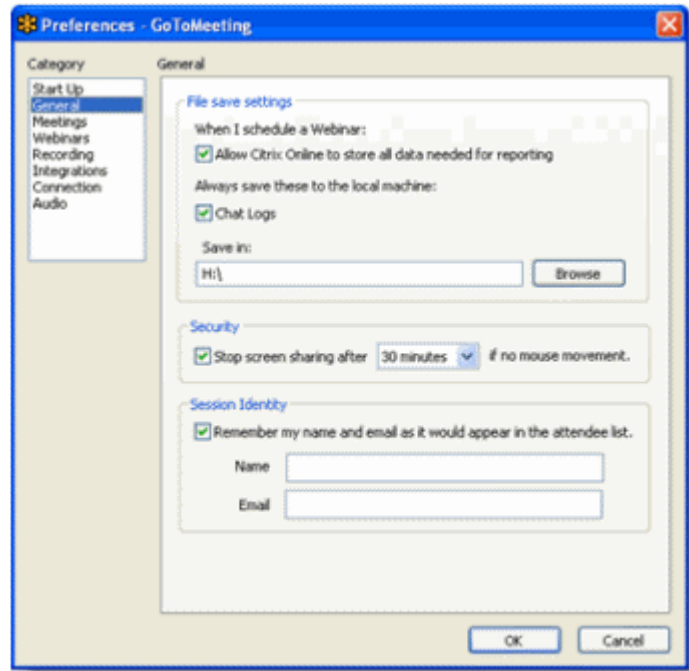 Preferences - GoToMeeting
Category
Start Up
General
Meetings
Webinars
Recording
Integrations
Connection
Audio
General
File save settings
When I schedule a Webinar:
Allow Citrix Online to store all data needed for reporting
Always save these to the local machine:
Chat Logs
Save in:
H:\
Browse
Security
Stop screen sharing after 30 minutes if no mouse movement.
Session Identity
Remember my name and email as it would appear in the attendee list.
Name
Email
OK Cancel